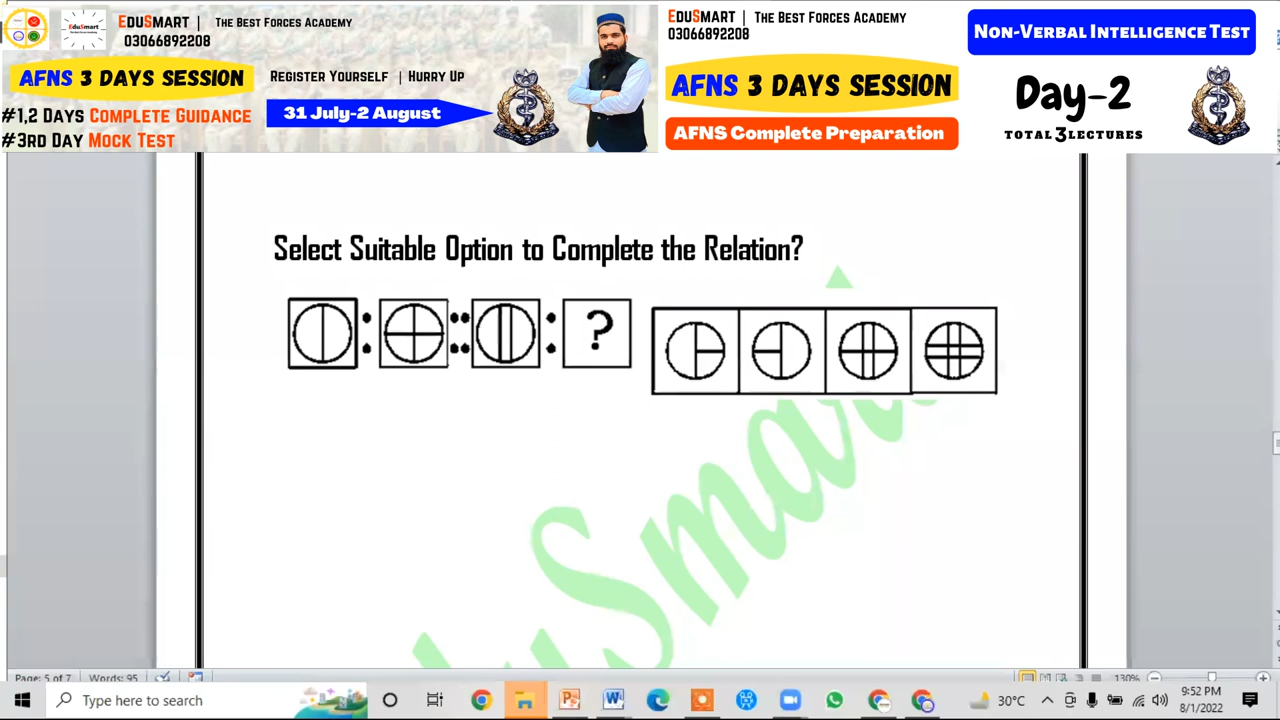 EDUSMART | THE BEST FORCES ACADEMY
03066892208
AFNS 3 DAYS SESSION
REGISTER YOURSELF | HURRY UP
31 July-2 August
#1,2 DAYS COMPLETE GUIDANCE
#3RD DAY MOCK TEST
EDUSMART | THE BEST FORCES ACADEMY
03066892208
AFNS 3 DAYS SESSION
AFNS Complete Preparation
NON-VERBAL INTELLIGENCE TEST
Day-2
TOTAL 3 LECTURES
Select Suitable Option to Complete the Relation?
: :: : ?
EduSmart
Page: 5 of 7 Words: 95 130%
Type here to search
30°C
9:52 PM
8/1/2022